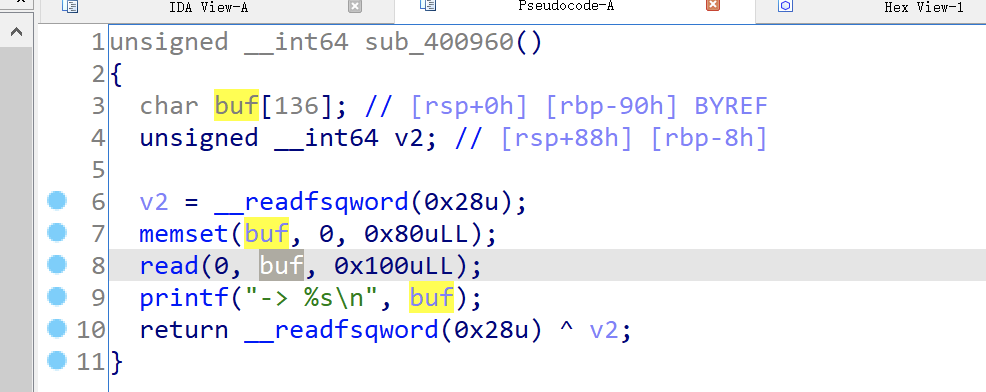 IDA View-A Pseudocode-A Hex View-1
1 unsigned __int64 sub_400960()
2 {
3 char buf[136]; // [rsp+0h] [rbp-90h] BYREF
4 unsigned __int64 v2; // [rsp+88h] [rbp-8h]
5
6 v2 = __readfsqword(0x28u);
7 memset(buf, 0, 0x80uLL);
8 read(0, buf, 0x100uLL);
9 printf("-> %s\n", buf);
10 return __readfsqword(0x28u) ^ v2;
11 }